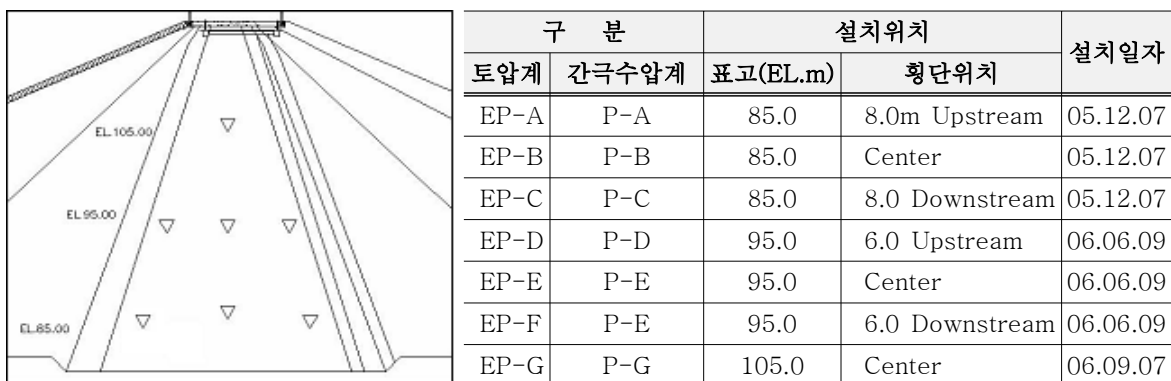 EL.105.00
EL.95.00
EL.85.00
구 분 설치위치 설치일자
토압계 간극수압계 표고(EL.m) 횡단위치
EP-A P-A 85.0 8.0m Upstream 05.12.07
EP-B P-B 85.0 Center 05.12.07
EP-C P-C 85.0 8.0 Downstream 05.12.07
EP-D P-D 95.0 6.0 Upstream 06.06.09
EP-E P-E 95.0 Center 06.06.09
EP-F P-E 95.0 6.0 Downstream 06.06.09
EP-G P-G 105.0 Center 06.09.07